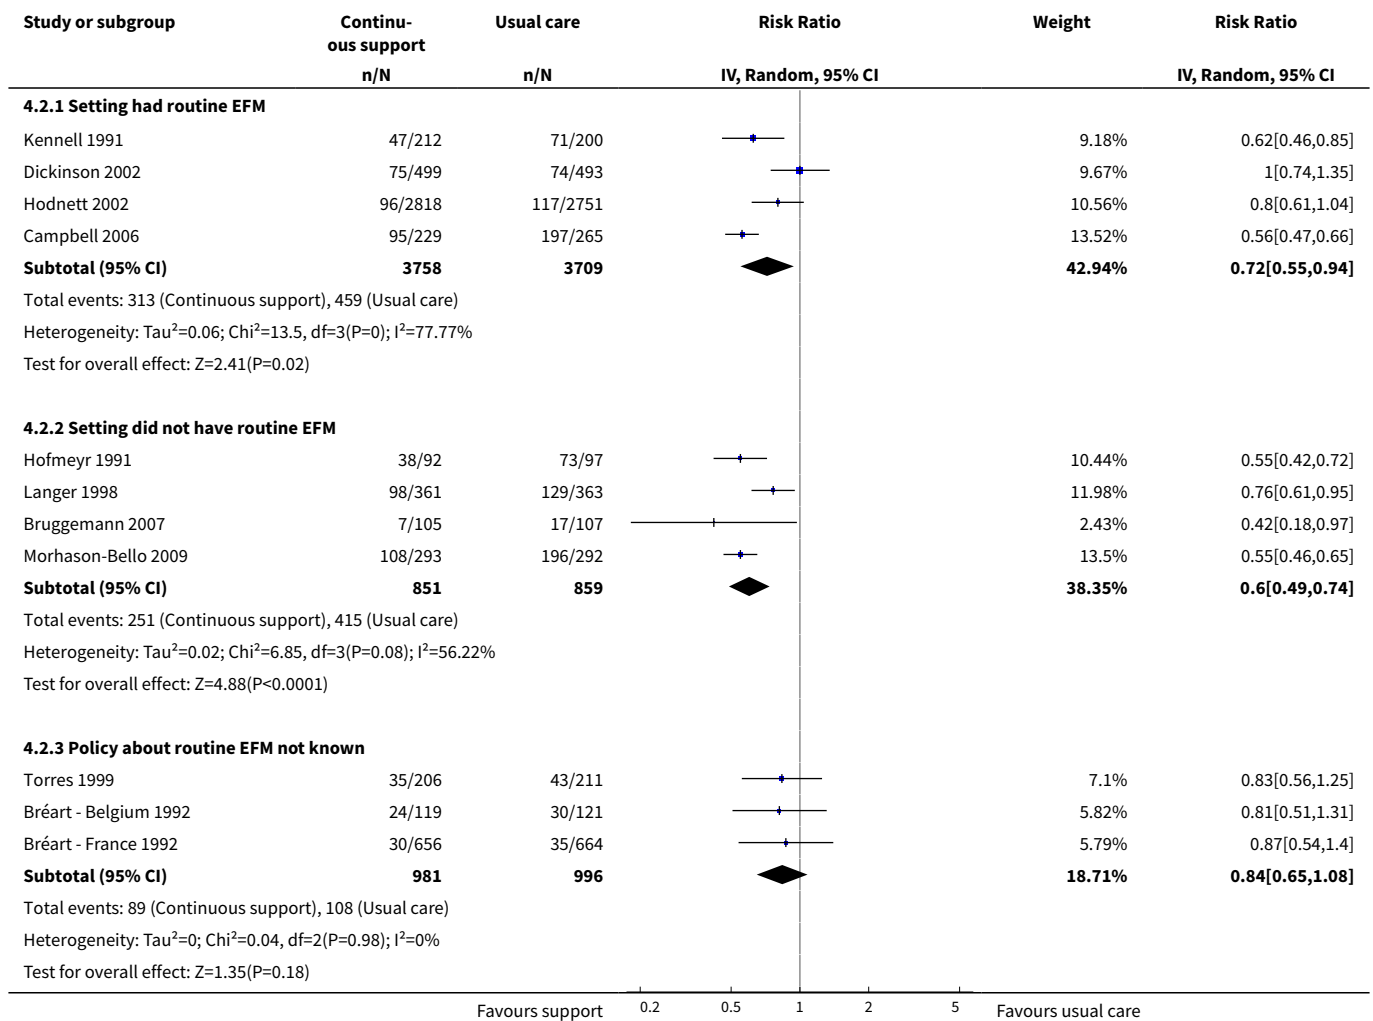 Study or subgroup Continu- Usual care Risk Ratio Weight Risk Ratio
ous support
n/N n/N IV, Random, 95% CI IV, Random, 95% CI
4.2.1 Setting had routine EFM
Kennell 1991 47/212 71/200 9.18% 0.62[0.46,0.85]
Dickinson 2002 75/499 74/493 9.67% 1[0.74,1.35]
Hodnett 2002 96/2818 117/2751 10.56% 0.8[0.61,1.04]
Campbell 2006 95/229 197/265 13.52% 0.56[0.47,0.66]
Subtotal (95% CI) 3758 3709 42.94% 0.72[0.55,0.94]
Total events: 313 (Continuous support), 459 (Usual care)
Heterogeneity: Tau²=0.06; Chi²=13.5, df=3(P=0); I²=77.77%
Test for overall effect: Z=2.41(P=0.02)
4.2.2 Setting did not have routine EFM
Hofmeyr 1991 38/92 73/97 10.44% 0.55[0.42,0.72]
Langer 1998 98/361 129/363 11.98% 0.76[0.61,0.95]
Bruggemann 2007 7/105 17/107 2.43% 0.42[0.18,0.97]
Morhason-Bello 2009 108/293 196/292 13.5% 0.55[0.46,0.65]
Subtotal (95% CI) 851 859 38.35% 0.6[0.49,0.74]
Total events: 251 (Continuous support), 415 (Usual care)
Heterogeneity: Tau²=0.02; Chi²=6.85, df=3(P=0.08); I²=56.22%
Test for overall effect: Z=4.88(P<0.0001)
4.2.3 Policy about routine EFM not known
Torres 1999 35/206 43/211 7.1% 0.83[0.56,1.25]
Bréart - Belgium 1992 24/119 30/121 5.82% 0.81[0.51,1.31]
Bréart - France 1992 30/656 35/664 5.79% 0.87[0.54,1.4]
Subtotal (95% CI) 981 996 18.71% 0.84[0.65,1.08]
Total events: 89 (Continuous support), 108 (Usual care)
Heterogeneity: Tau²=0; Chi²=0.04, df=2(P=0.98); I²=0%
Test for overall effect: Z=1.35(P=0.18)
Favours support 0.2 0.5 1 2 5 Favours usual care